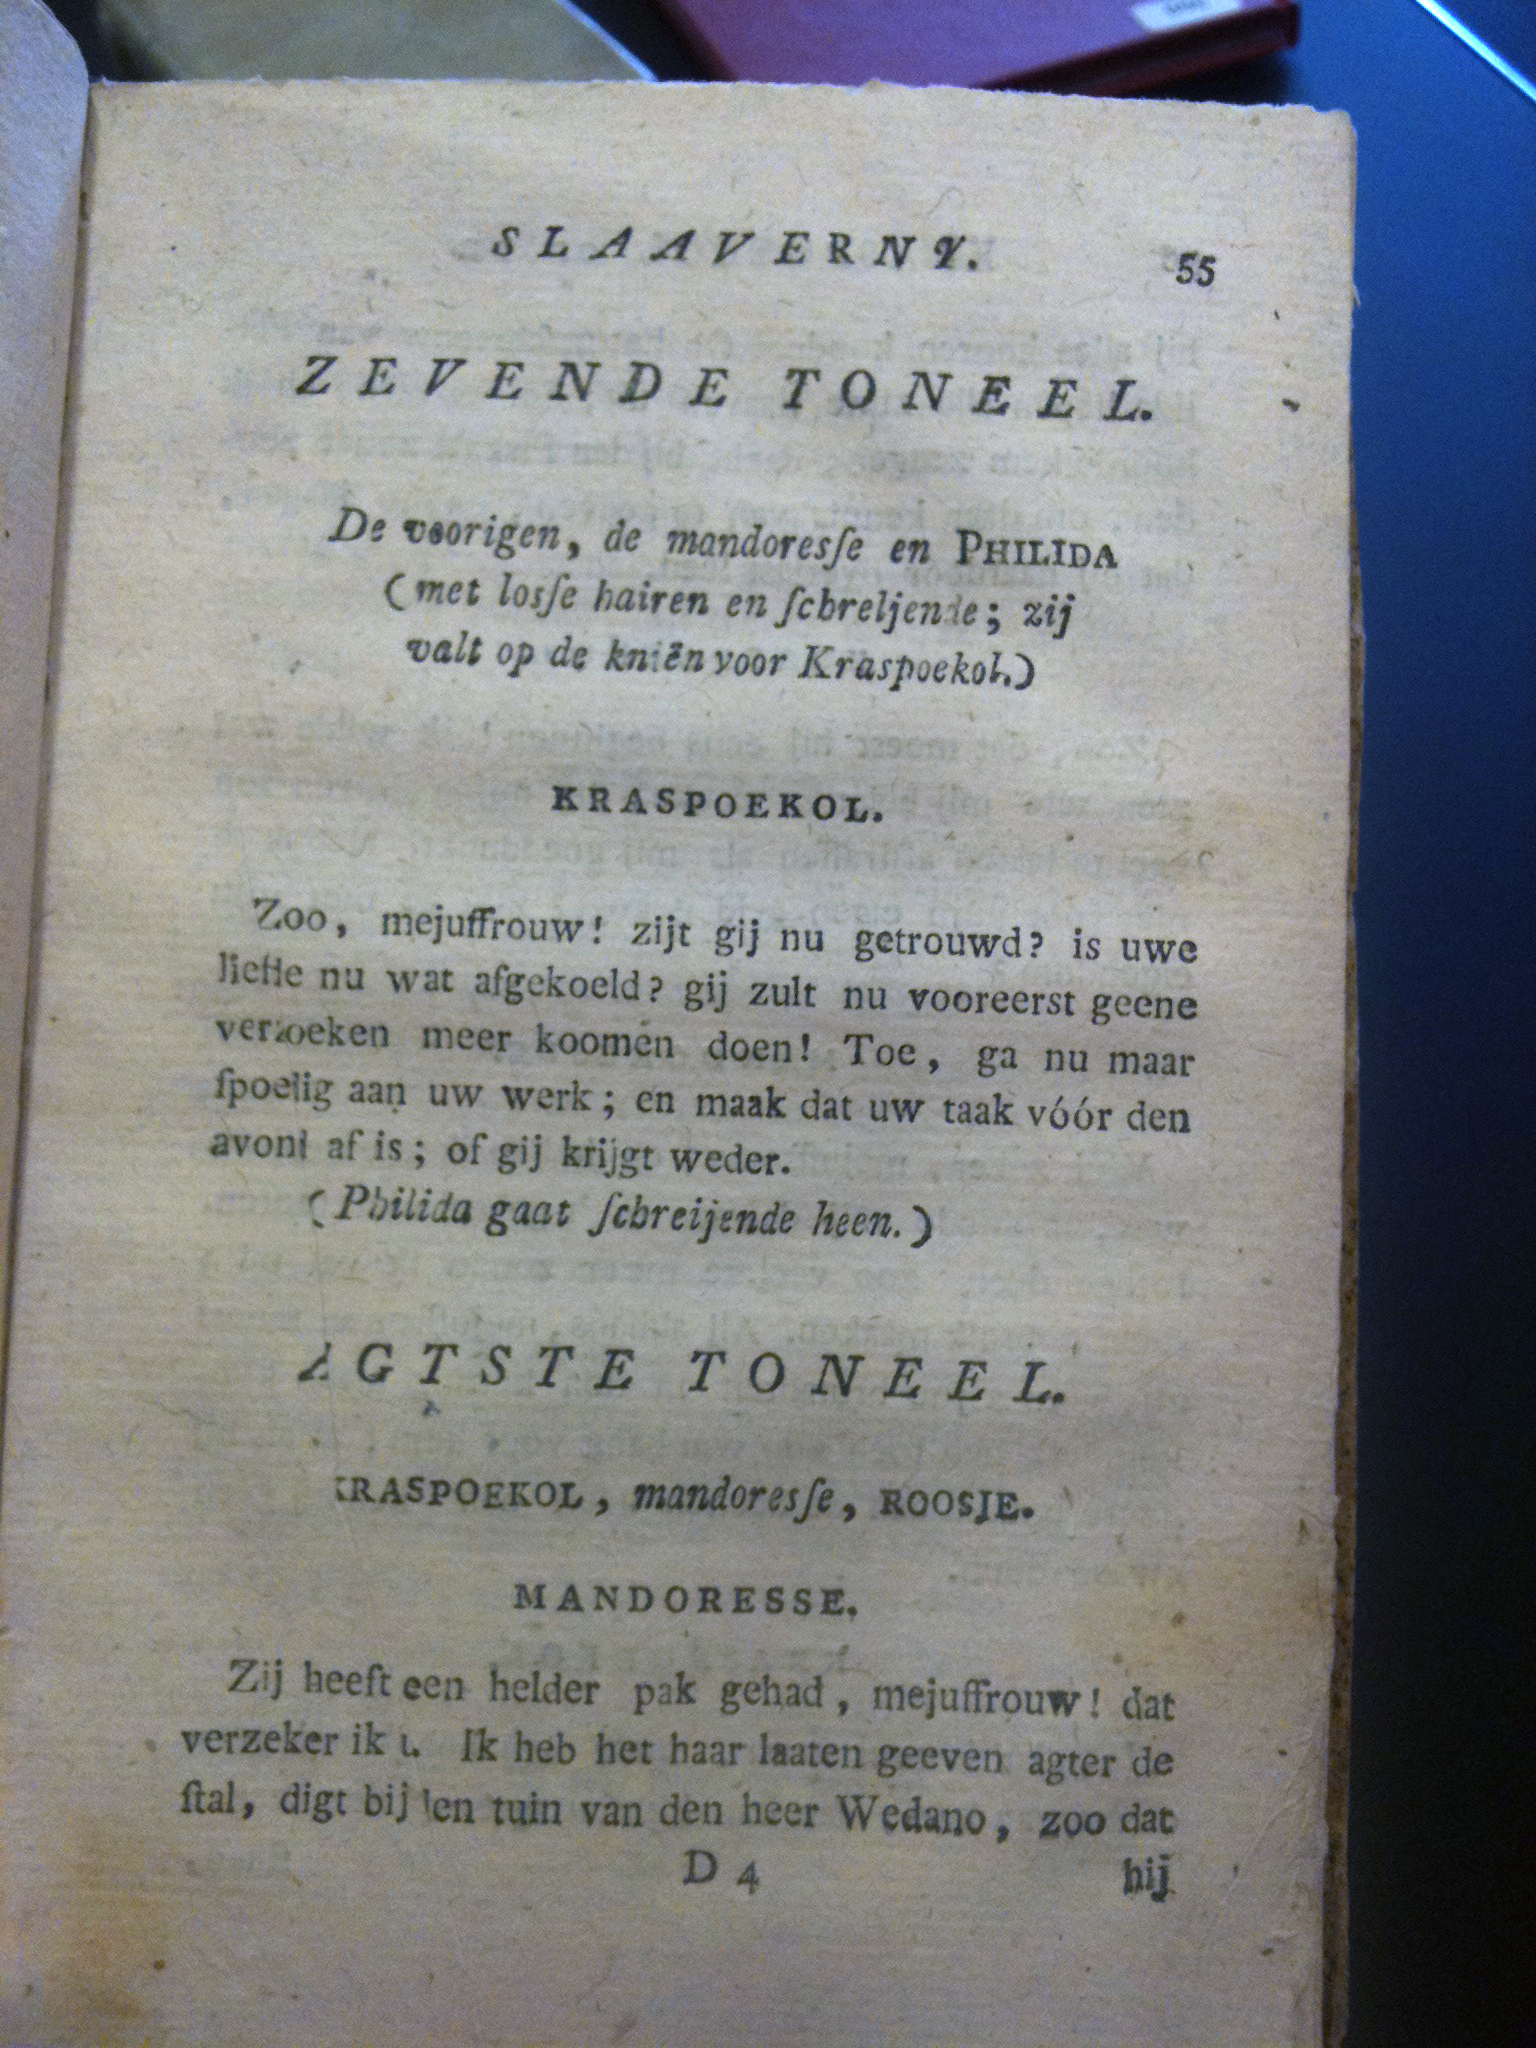 SLAAVERNY. 55
ZEVENDE TONEEL.
De voorigen, de mandoresſe en PHILIDA
(met losſe hairen en ſchreljende; zij
valt op de kniën voor Kraspoekol.)
KRASPOEKOL.
Zoo, mejuffrouw! zijt gij nu getrouwd? is uwe
liefſe nu wat afgekoeld? gij zult nu vooreerst geene
verzoeken meer koomen doen! Toe, ga nu maar
ſpoedig aan uw werk; en maak dat uw taak vóór den
avond af is; of gij krijgt weder.
(Philida gaat ſchreijende heen.)
AGTSTE TONEEL.
KRASPOEKOL, mandoresſe, ROOSJE.
MANDORESSE.
Zij heeft een helder pak gehad, mejuffrouw! dat
verzeker ik u. Ik heb het haar laaten geeven agter de
ſtal, digt bij den tuin van den heer Wedano, zoo dat
D 4 hij